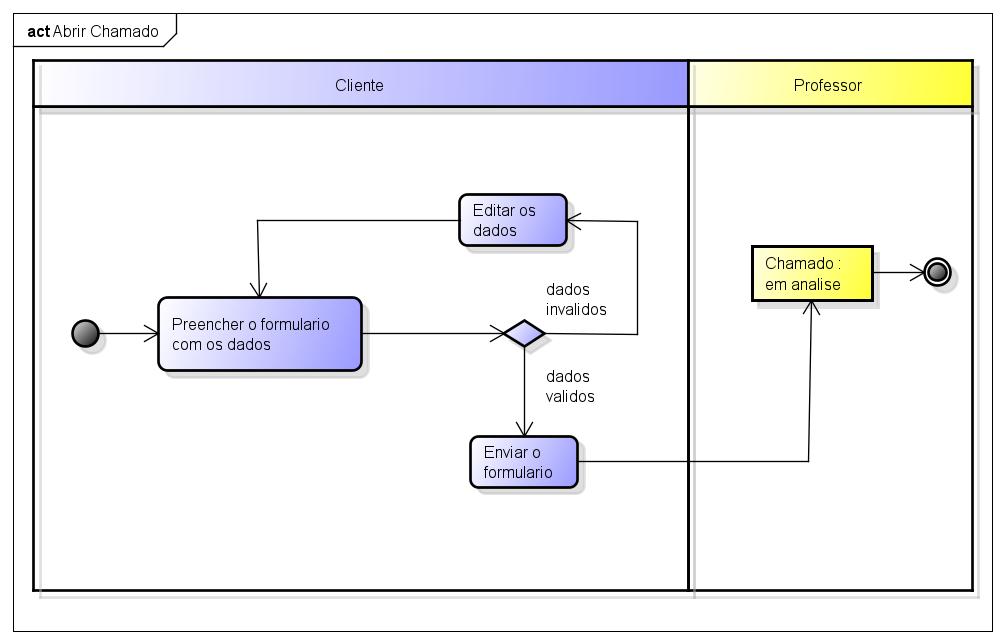 act Abrir Chamado
Cliente
Professor
Editar os
dados
Chamado :
em analise
dados
invalidos
Preencher o formulario
com os dados
dados
validos
Enviar o
formulario